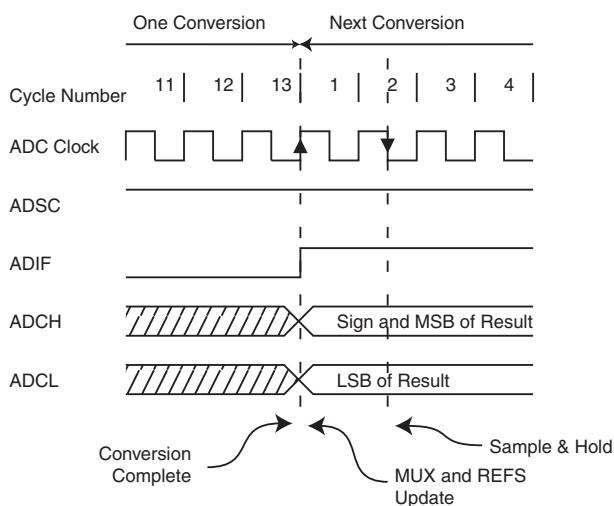 One Conversion Next Conversion
Cycle Number 11 12 13 1 2 3 4
ADC Clock
ADSC
ADIF
ADCH Sign and MSB of Result
ADCL LSB of Result
Conversion
Complete
MUX and REFS
Update
Sample & Hold